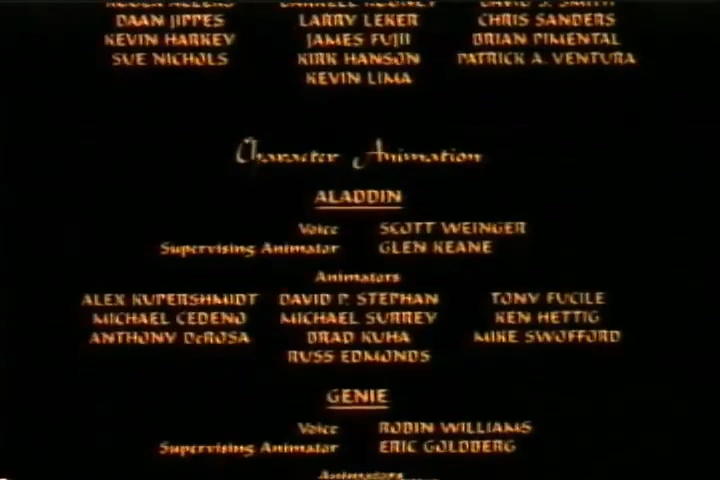 DAAN JIPPES LARRY LEKER CHRIS SANDERS
KEVIN HARKEY JAMES FUJII BRIAN PIMENTAL
SUE NICHOLS KIRK HANSON PATRICK A. VENTURA
KEVIN LIMA
Character Animation
ALADDIN
Voice SCOTT WEINGER
Supervising Animator GLEN KEANE
Animators
ALEX KUPERSHMIDT DAVID P. STEPHAN TONY FUCILE
MICHAEL CEDENO MICHAEL SURREY KEN HETTIG
ANTHONY DeROSA BRAD KUHA MIKE SWOFFORD
RUSS EDMONDS
GENIE
Voice ROBIN WILLIAMS
Supervising Animator ERIC GOLDBERG
Animators